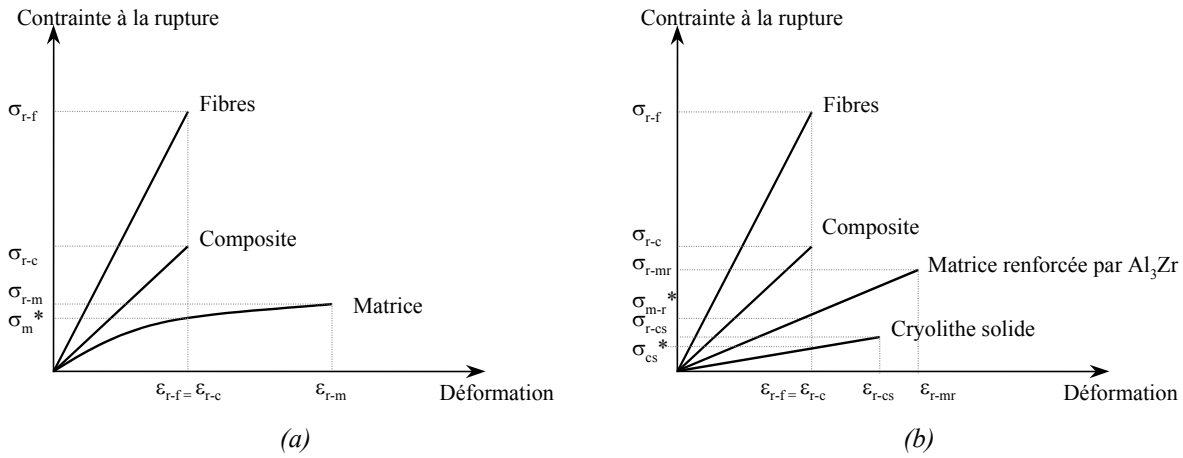 Contrainte à la rupture
σr-f
Fibres
σr-c
Composite
σr-m
σm*
Matrice
εr-f = εr-c
εr-m
Déformation
(a)
Contrainte à la rupture
σr-f
Fibres
σr-c
Composite
σr-mr
Matrice renforcée par Al3Zr
σm-r*
σr-cs
Cryolithe solide
σcs*
εr-f = εr-c
εr-cs
εr-mr
Déformation
(b)